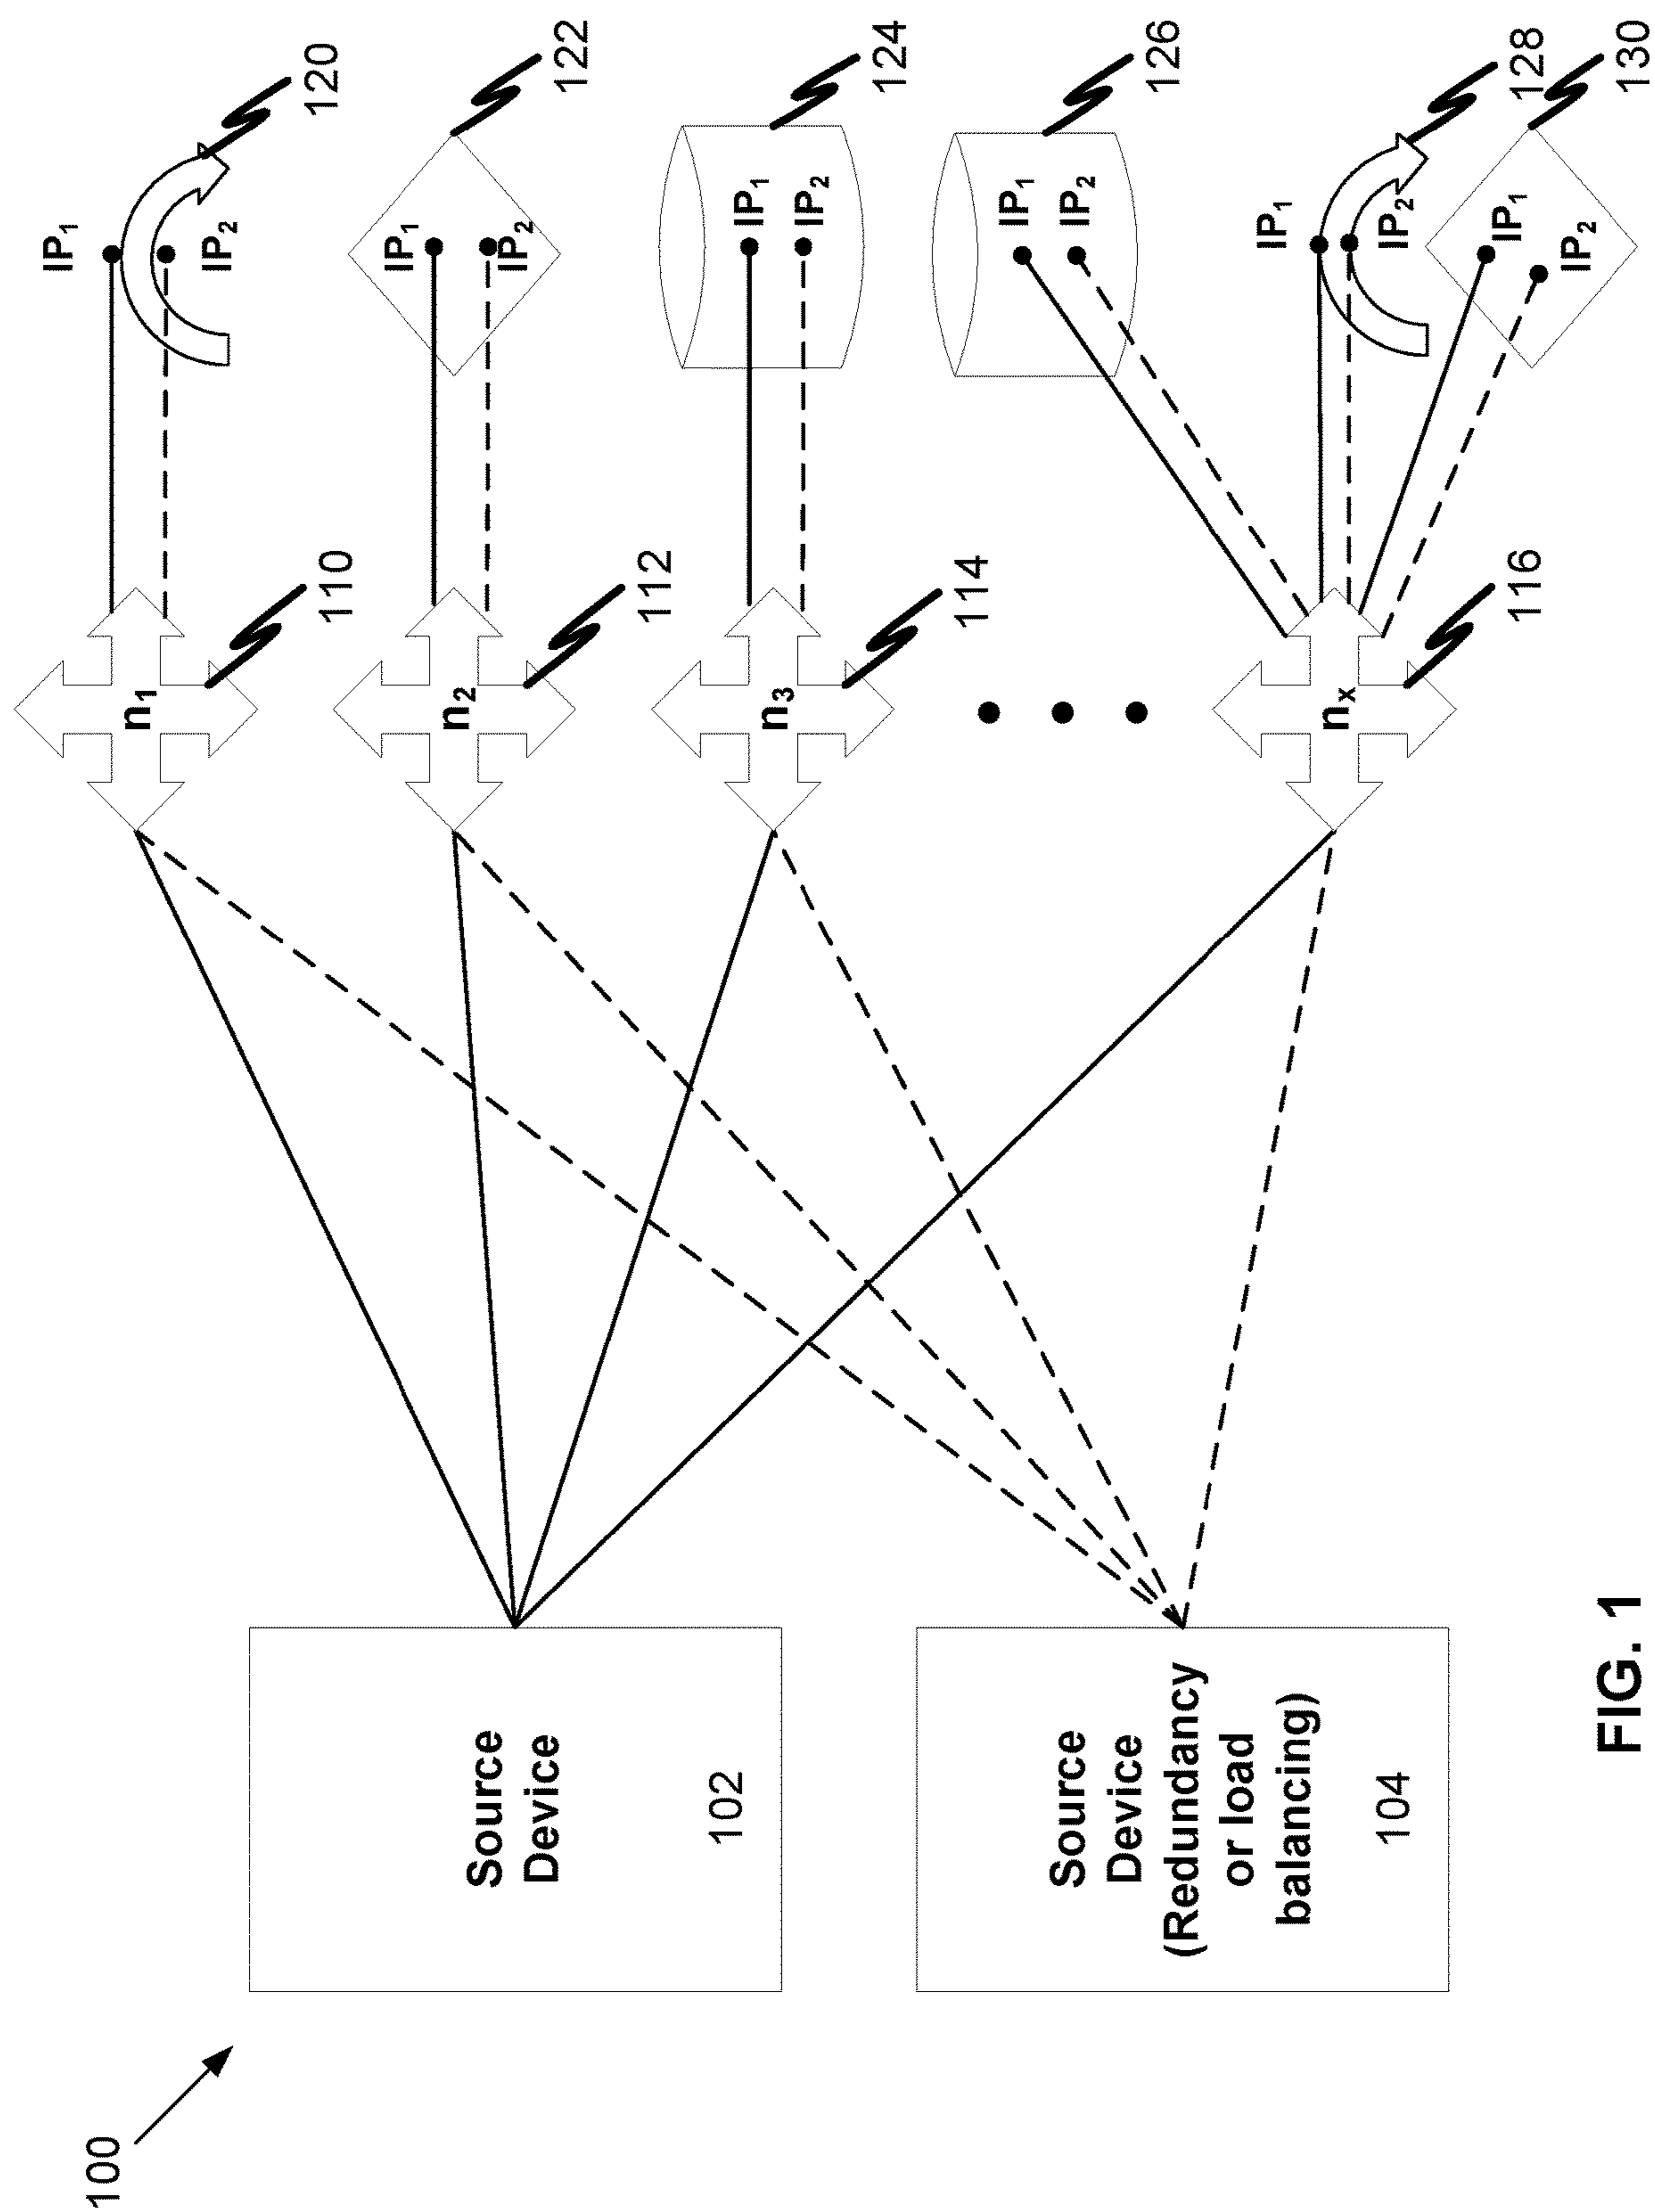 100
Source
Device
102
Source
Device
(Redundancy
or load
balancing)
104
n1
110
n2
112
n3
114
nx
116
IP1
IP2
120
IP1
IP2
122
IP1
IP2
124
IP1
IP2
126
IP1
IP2
128
IP1
IP2
130
FIG. 1